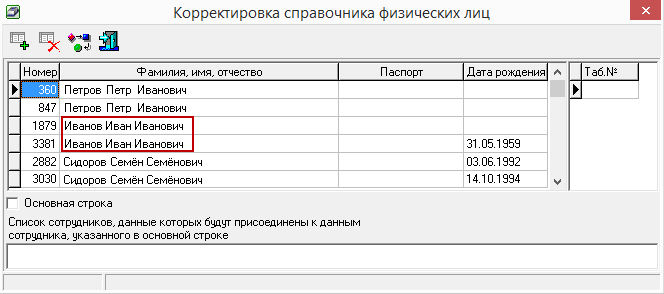 Корректировка справочника физических лиц
Номер Фамилия, имя, отчество Паспорт Дата рождения Таб.№
360 Петров Петр Иванович
847 Петров Петр Иванович
1879 Иванов Иван Иванович
3381 Иванов Иван Иванович 31.05.1959
2882 Сидоров Семён Семёнович 03.06.1992
3030 Сидоров Семён Семёнович 14.10.1994
Основная строка
Список сотрудников, данные которых будут присоединены к данным
сотрудника, указанного в основной строке